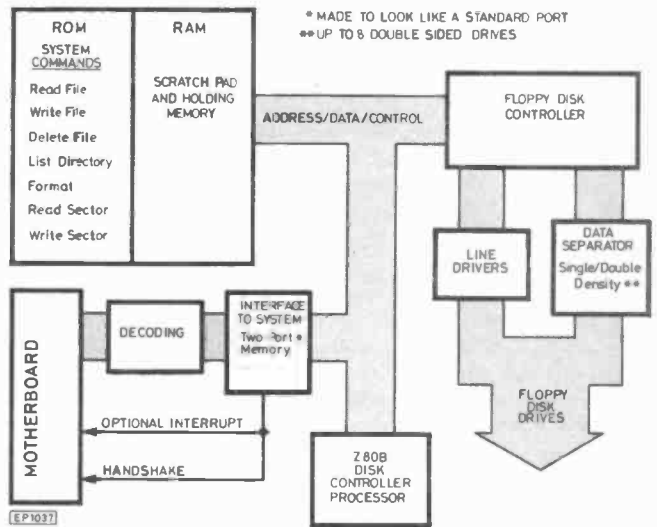 * MADE TO LOOK LIKE A STANDARD PORT
** UP TO 8 DOUBLE SIDED DRIVES
ROM
SYSTEM
COMMANDS
Read File
Write File
Delete File
List Directory
Format
Read Sector
Write Sector
RAM
SCRATCH PAD
AND HOLDING
MEMORY
ADDRESS/DATA/CONTROL
FLOPPY DISK
CONTROLLER
LINE
DRIVERS
DATA
SEPARATOR
Single/Double
Density **
MOTHERBOARD
DECODING
INTERFACE
TO SYSTEM
Two Port *
Memory
OPTIONAL INTERRUPT
HANDSHAKE
Z80B
DISK
CONTROLLER
PROCESSOR
FLOPPY
DISK
DRIVES
EP1037